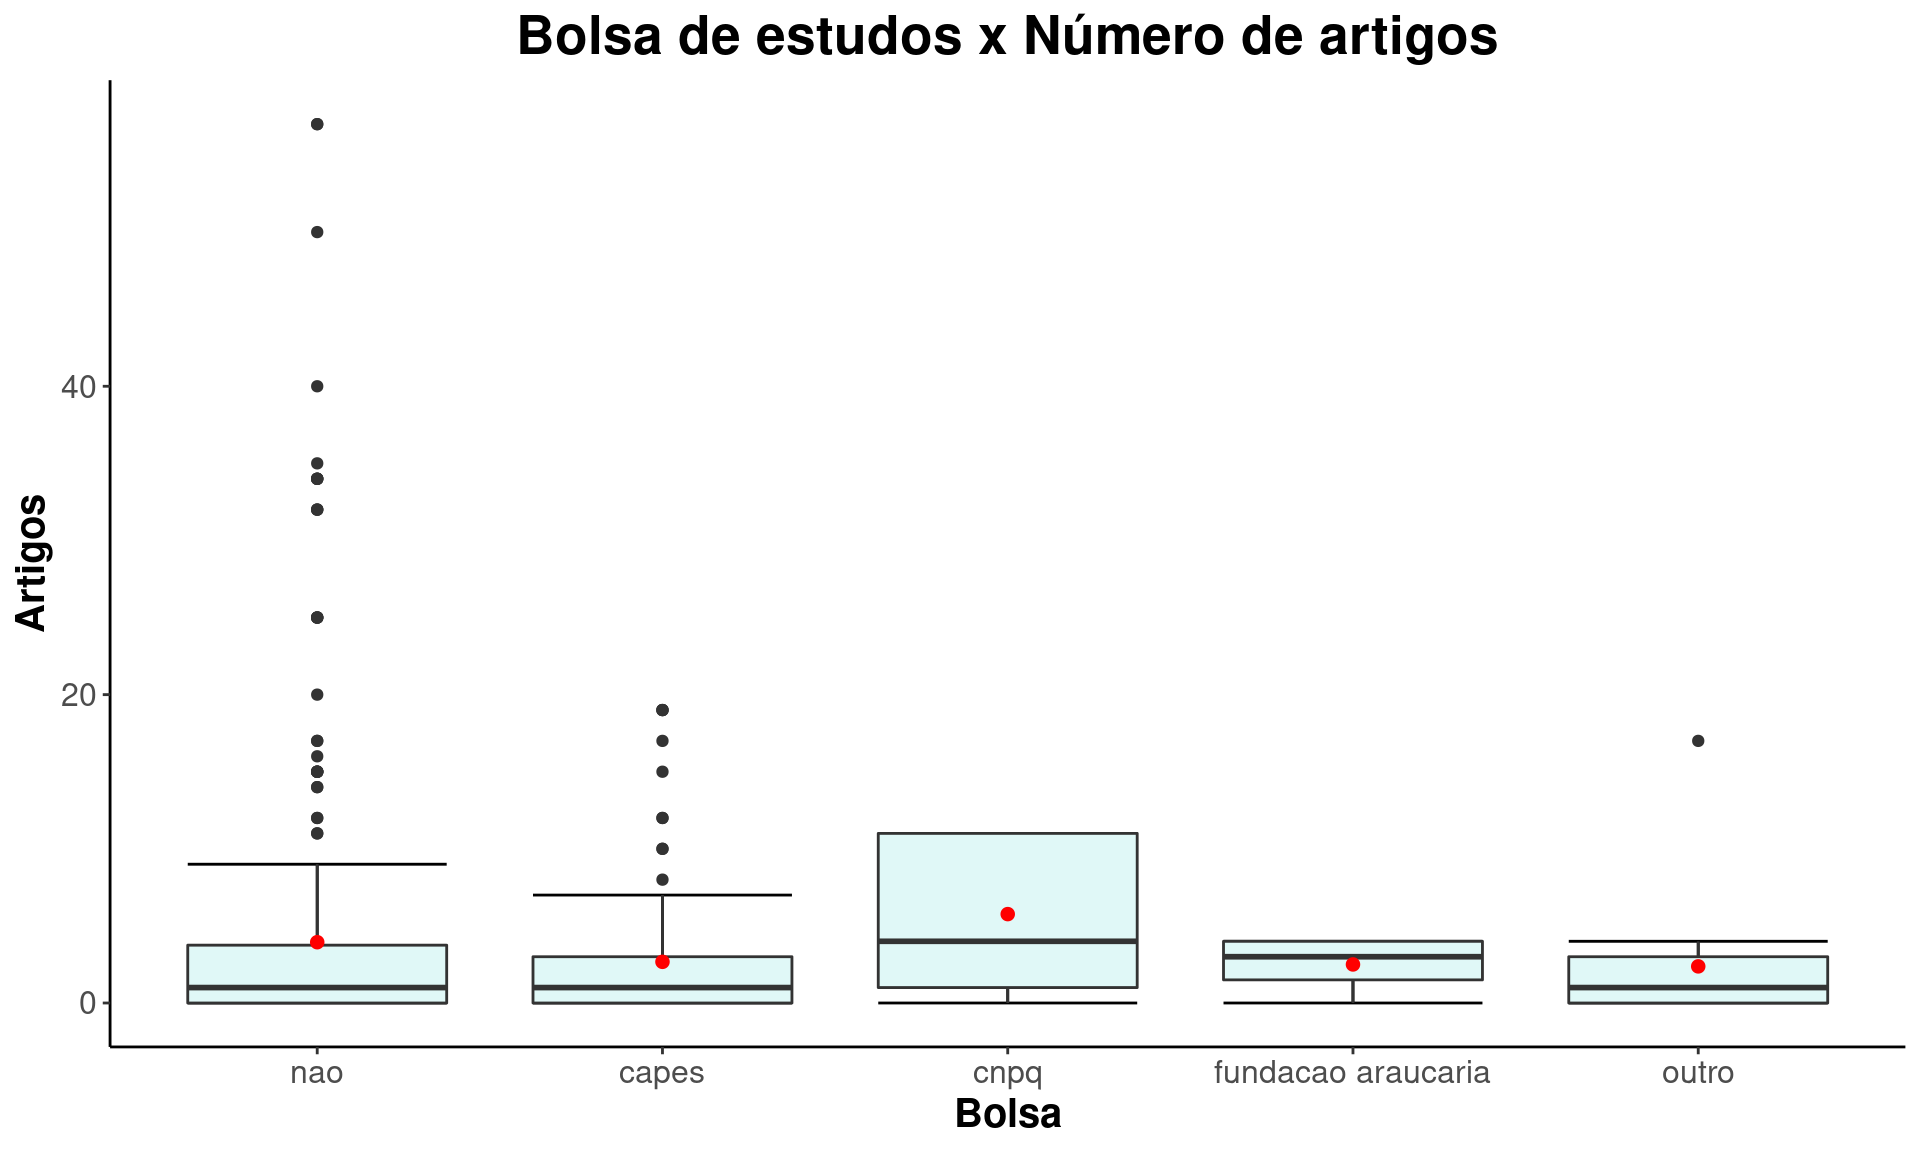 Bolsa de estudos x Número de artigos
Artigos
40
20
0
nao capes cnpq fundacao araucaria outro
Bolsa